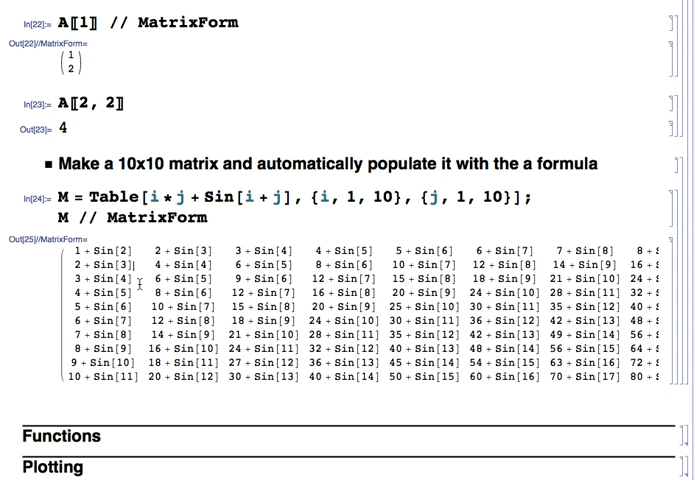 In[22]:= A[[1]] // MatrixForm
Out[22]//MatrixForm=
1
2
In[23]:= A[[2, 2]]
Out[23]= 4
■ Make a 10x10 matrix and automatically populate it with the a formula
In[24]:= M = Table[i * j + Sin[i + j], {i, 1, 10}, {j, 1, 10}];
M // MatrixForm
Out[25]//MatrixForm=
1 + Sin[2] 2 + Sin[3] 3 + Sin[4] 4 + Sin[5] 5 + Sin[6] 6 + Sin[7] 7 + Sin[8] 8 + S
2 + Sin[3] 4 + Sin[4] 6 + Sin[5] 8 + Sin[6] 10 + Sin[7] 12 + Sin[8] 14 + Sin[9] 16 +
3 + Sin[4] 6 + Sin[5] 9 + Sin[6] 12 + Sin[7] 15 + Sin[8] 18 + Sin[9] 21 + Sin[10] 24 +
4 + Sin[5] 8 + Sin[6] 12 + Sin[7] 16 + Sin[8] 20 + Sin[9] 24 + Sin[10] 28 + Sin[11] 32 +
5 + Sin[6] 10 + Sin[7] 15 + Sin[8] 20 + Sin[9] 25 + Sin[10] 30 + Sin[11] 35 + Sin[12] 40 +
6 + Sin[7] 12 + Sin[8] 18 + Sin[9] 24 + Sin[10] 30 + Sin[11] 36 + Sin[12] 42 + Sin[13] 48 +
7 + Sin[8] 14 + Sin[9] 21 + Sin[10] 28 + Sin[11] 35 + Sin[12] 42 + Sin[13] 49 + Sin[14] 56 +
8 + Sin[9] 16 + Sin[10] 24 + Sin[11] 32 + Sin[12] 40 + Sin[13] 48 + Sin[14] 56 + Sin[15] 64 +
9 + Sin[10] 18 + Sin[11] 27 + Sin[12] 36 + Sin[13] 45 + Sin[14] 54 + Sin[15] 63 + Sin[16] 72 +
10 + Sin[11] 20 + Sin[12] 30 + Sin[13] 40 + Sin[14] 50 + Sin[15] 60 + Sin[16] 70 + Sin[17] 80 +
Functions
Plotting